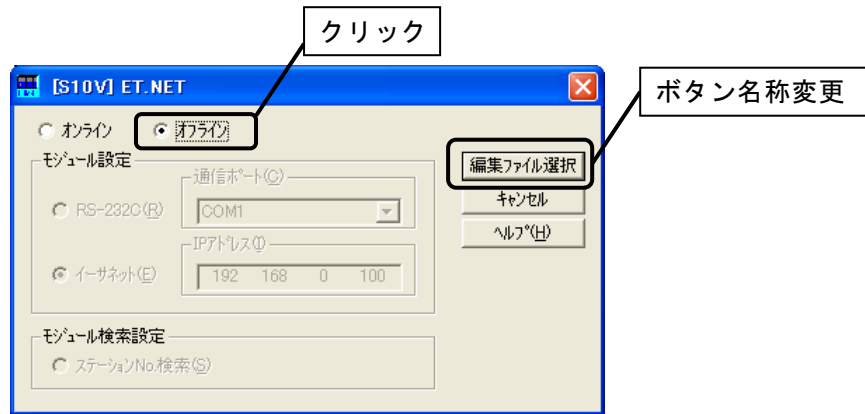 クリック
[S10V] ET.NET
ボタン名称変更
オンライン オフライン
編集ファイル選択
モジュール設定
通信ポート(C)
キャンセル
RS-232C(R) COM1
ヘルプ(H)
IPアドレス(I)
イーサネット(E) 192 168 0 100
モジュール検索設定
ステーションNo.検索(S)